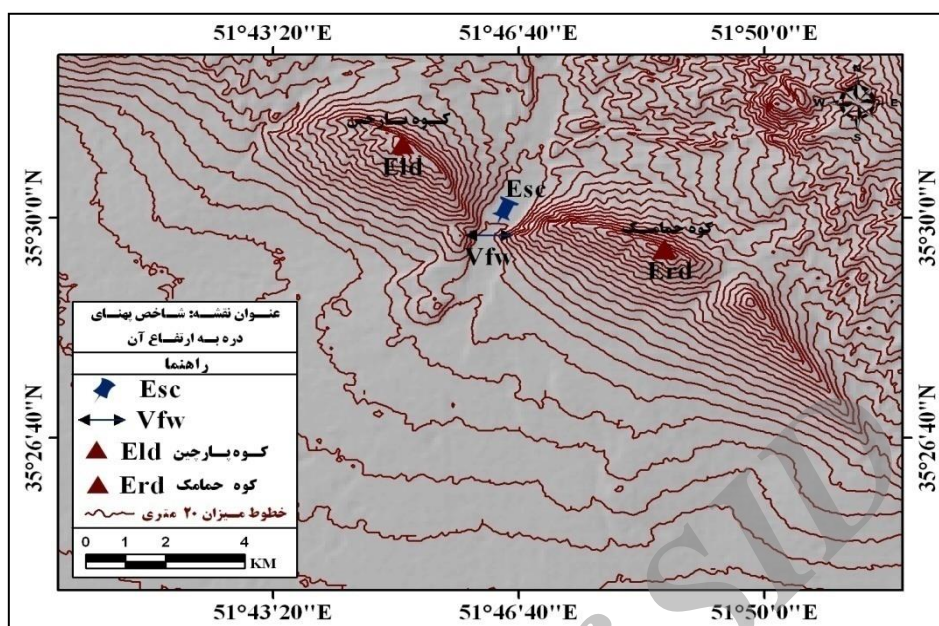 51°43'20"E 51°46'40"E 51°50'0"E
N
W E
S
کوه پارچین
Eld
Esc
35°30'0"N 35°30'0"N
کوه حمامک
Vfw
Erd
عنوان نقشه: شاخص پهنای
دره به ارتفاع آن
راهنما
Esc
Vfw
Eld کوه پارچین
Erd کوه حمامک
خطوط میزان ۲۰ متری
0 1 2 4
KM
35°26'40"N 35°26'40"N
51°43'20"E 51°46'40"E 51°50'0"E
SID